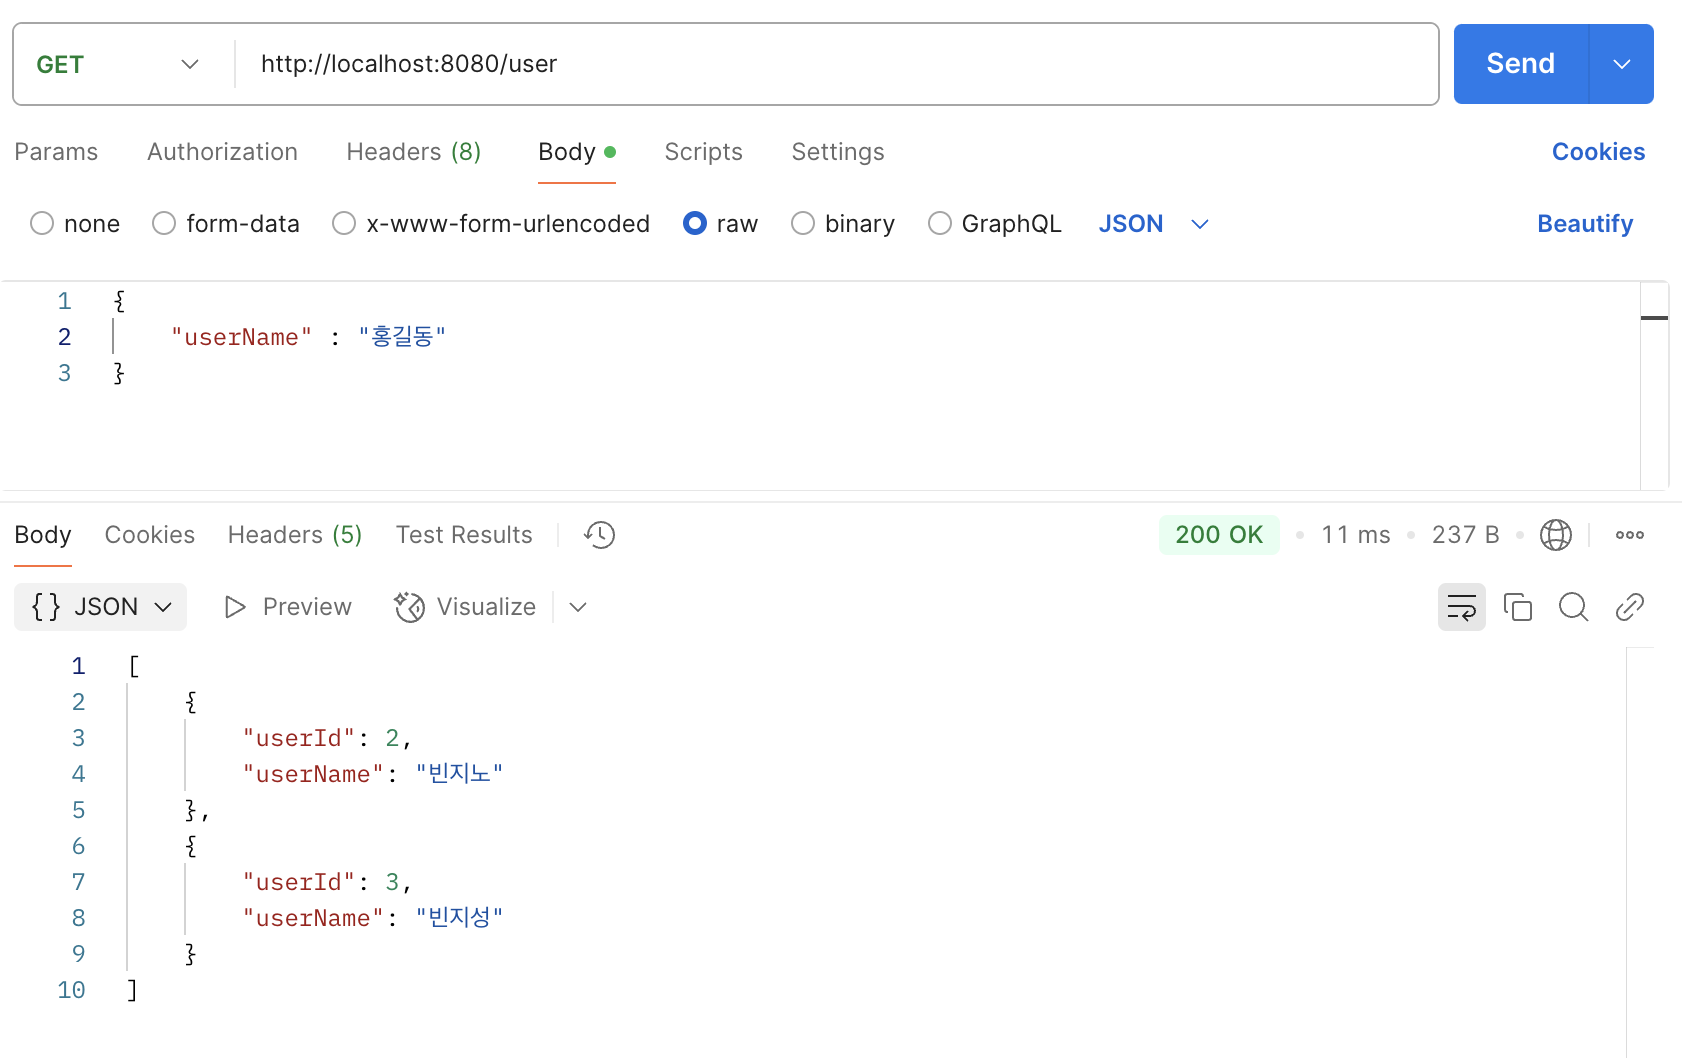 GET http://localhost:8080/user Send
Params Authorization Headers (8) Body Scripts Settings Cookies
none form-data x-www-form-urlencoded raw binary GraphQL JSON Beautify
1 {
2 "userName" : "홍길동"
3 }
Body Cookies Headers (5) Test Results 200 OK 11 ms 237 B
{} JSON Preview Visualize
1 [
2 {
3 "userId": 2,
4 "userName": "빈지노"
5 },
6 {
7 "userId": 3,
8 "userName": "빈지성"
9 }
10 ]